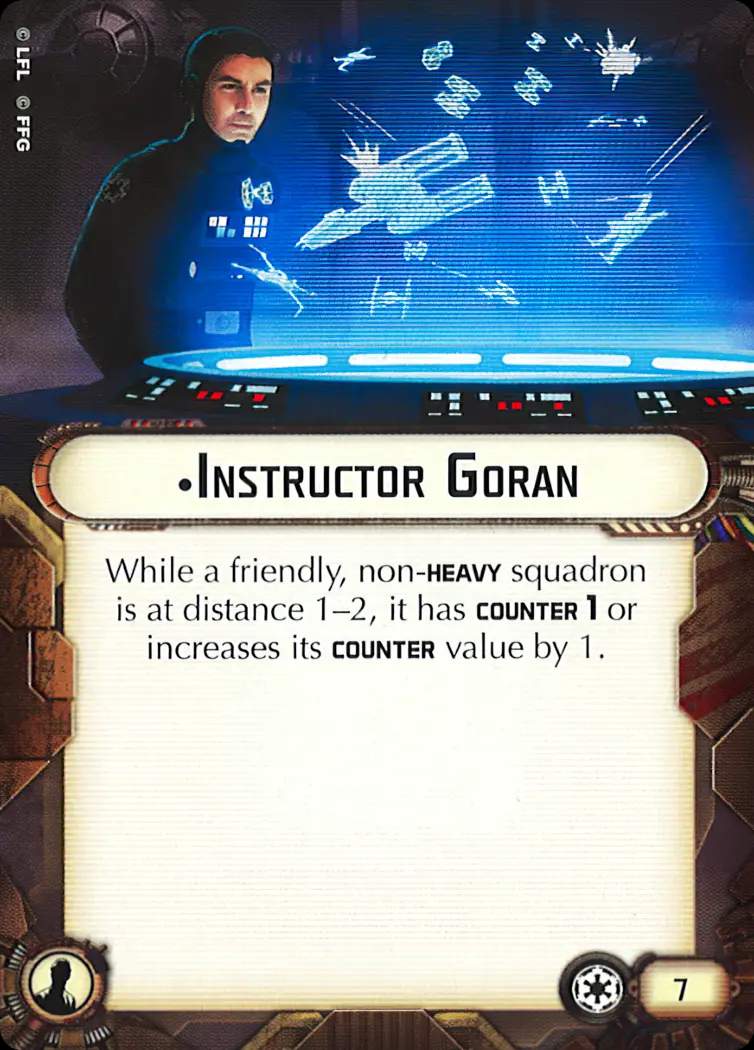 © LFL © FFG
•Instructor Goran
While a friendly, non-HEAVY squadron
is at distance 1–2, it has COUNTER 1 or
increases its COUNTER value by 1.
7